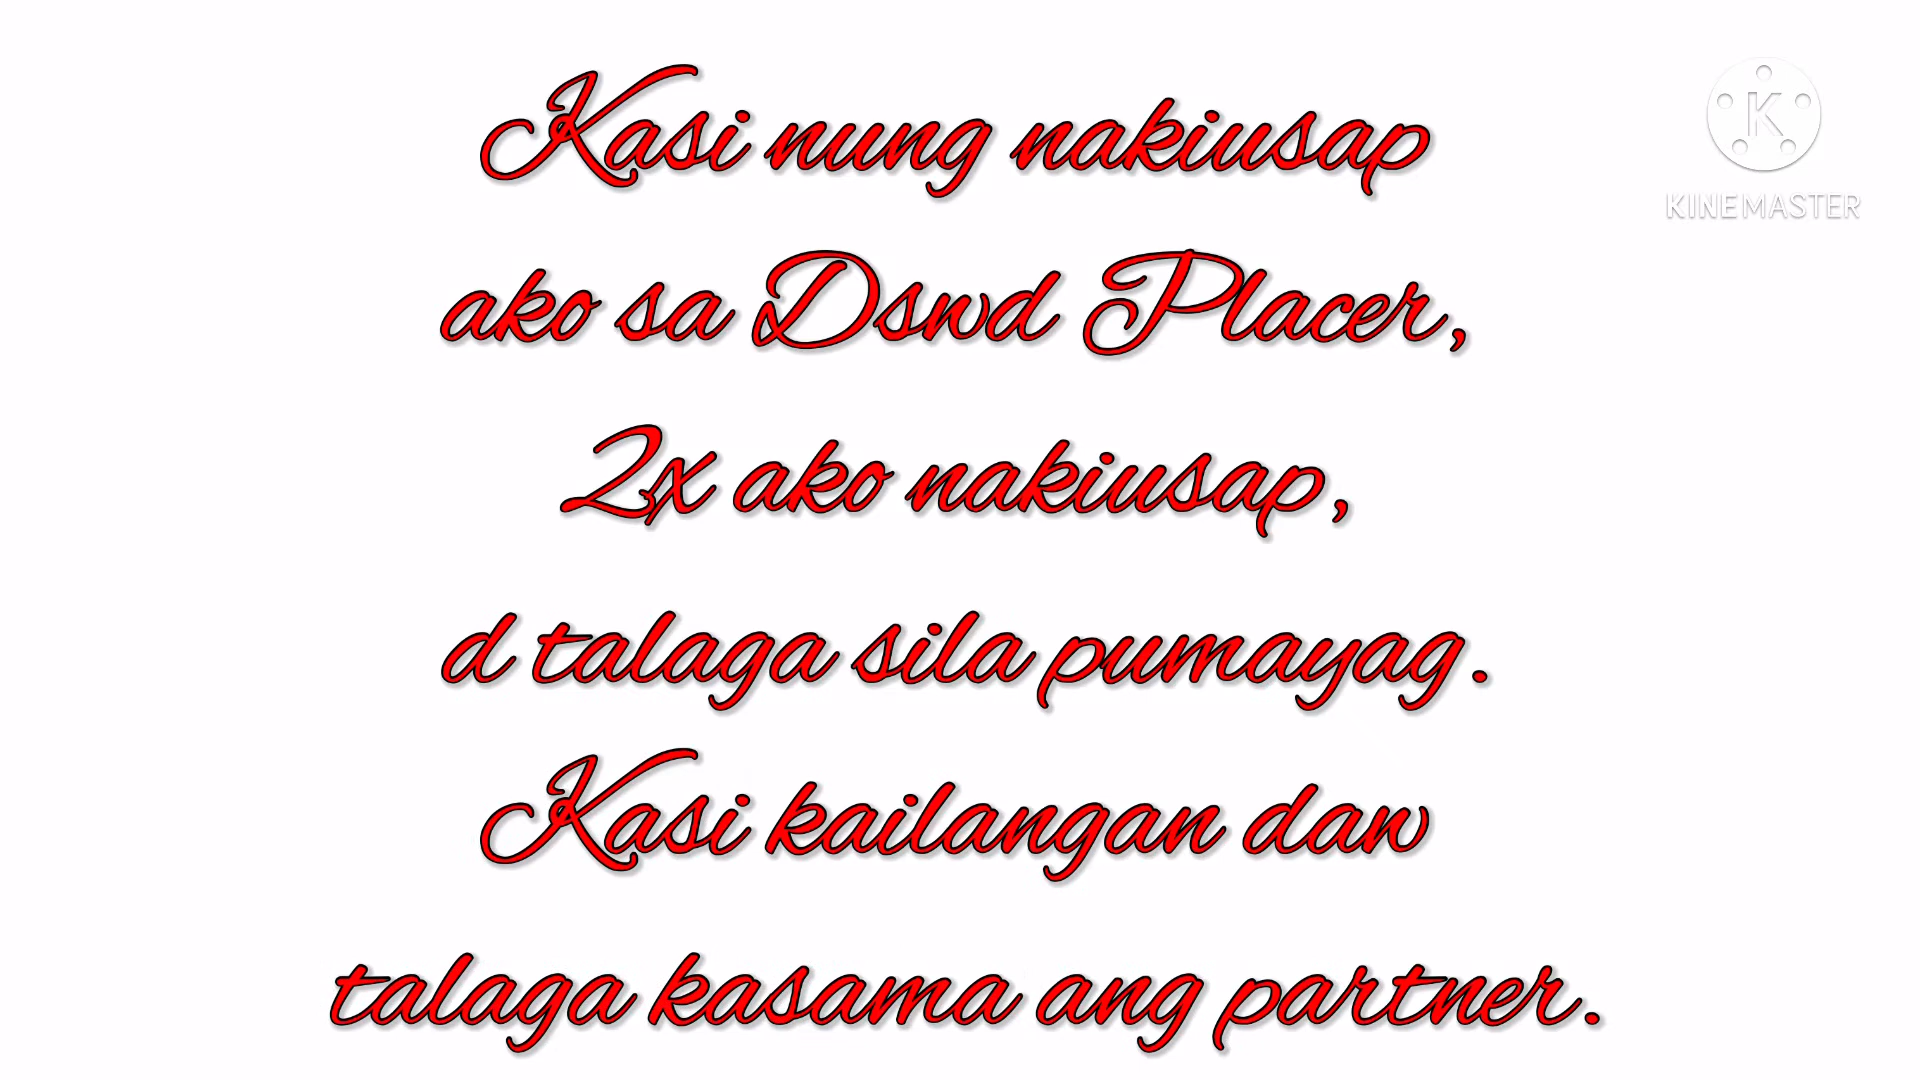 Kasi nung nakiusap
ako sa Dswd Placer,
2x ako nakiusap,
d talaga sila pumayag.
Kasi kailangan daw
talaga kasama ang partner.
K
KINEMASTER